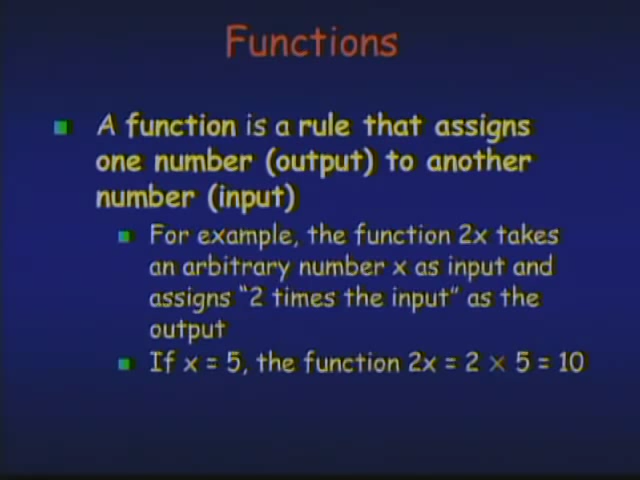 Functions
A function is a rule that assigns
one number (output) to another
number (input)
For example, the function 2x takes
an arbitrary number x as input and
assigns “2 times the input” as the
output
If x = 5, the function 2x = 2 × 5 = 10